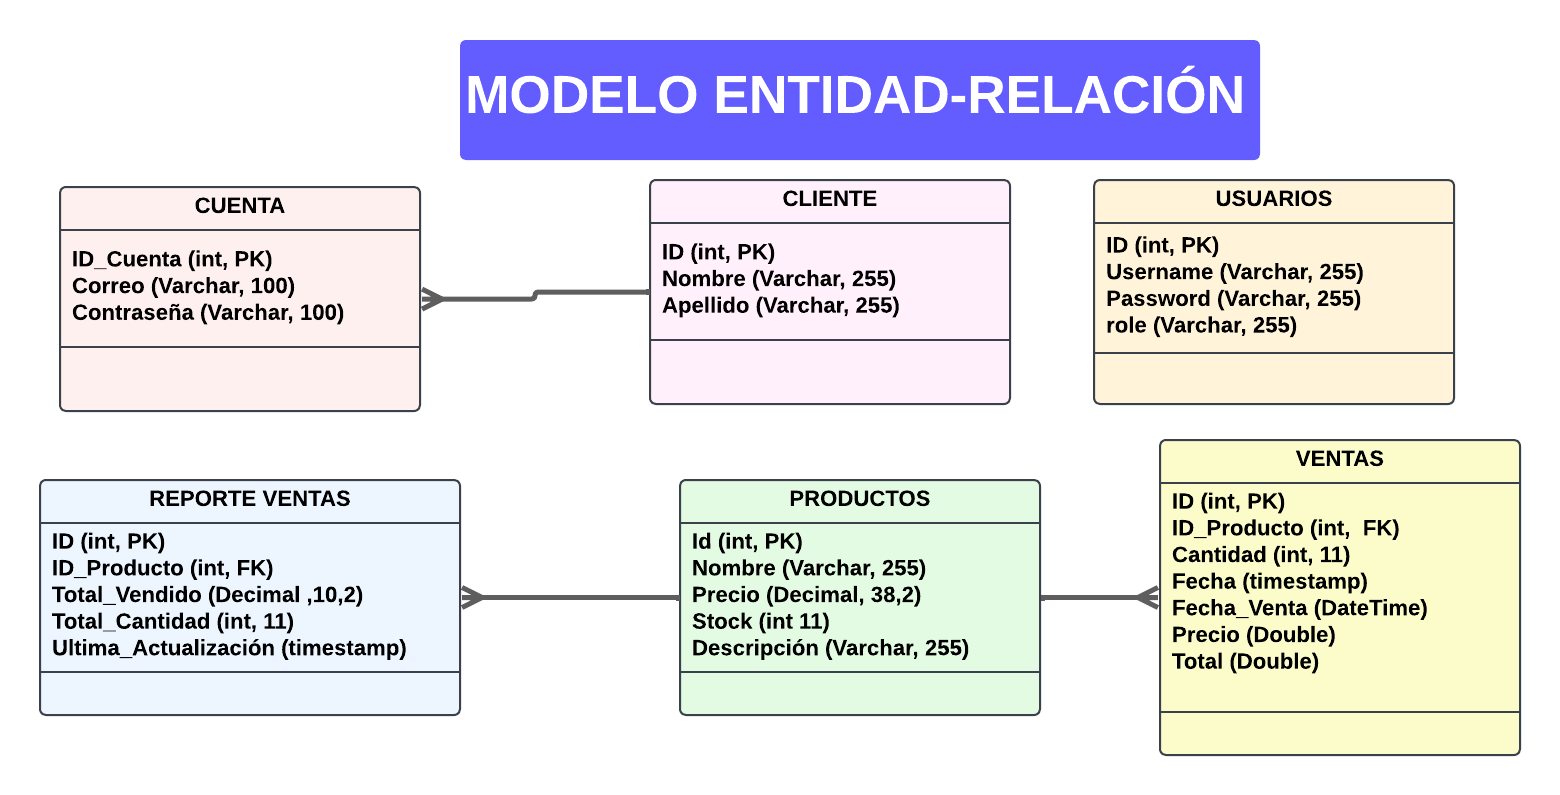 MODELO ENTIDAD-RELACIÓN
CUENTA
ID_Cuenta (int, PK)
Correo (Varchar, 100)
Contraseña (Varchar, 100)
CLIENTE
ID (int, PK)
Nombre (Varchar, 255)
Apellido (Varchar, 255)
USUARIOS
ID (int, PK)
Username (Varchar, 255)
Password (Varchar, 255)
role (Varchar, 255)
REPORTE VENTAS
ID (int, PK)
ID_Producto (int, FK)
Total_Vendido (Decimal ,10,2)
Total_Cantidad (int, 11)
Ultima_Actualización (timestamp)
PRODUCTOS
Id (int, PK)
Nombre (Varchar, 255)
Precio (Decimal, 38,2)
Stock (int 11)
Descripción (Varchar, 255)
VENTAS
ID (int, PK)
ID_Producto (int,  FK)
Cantidad (int, 11)
Fecha (timestamp)
Fecha_Venta (DateTime)
Precio (Double)
Total (Double)